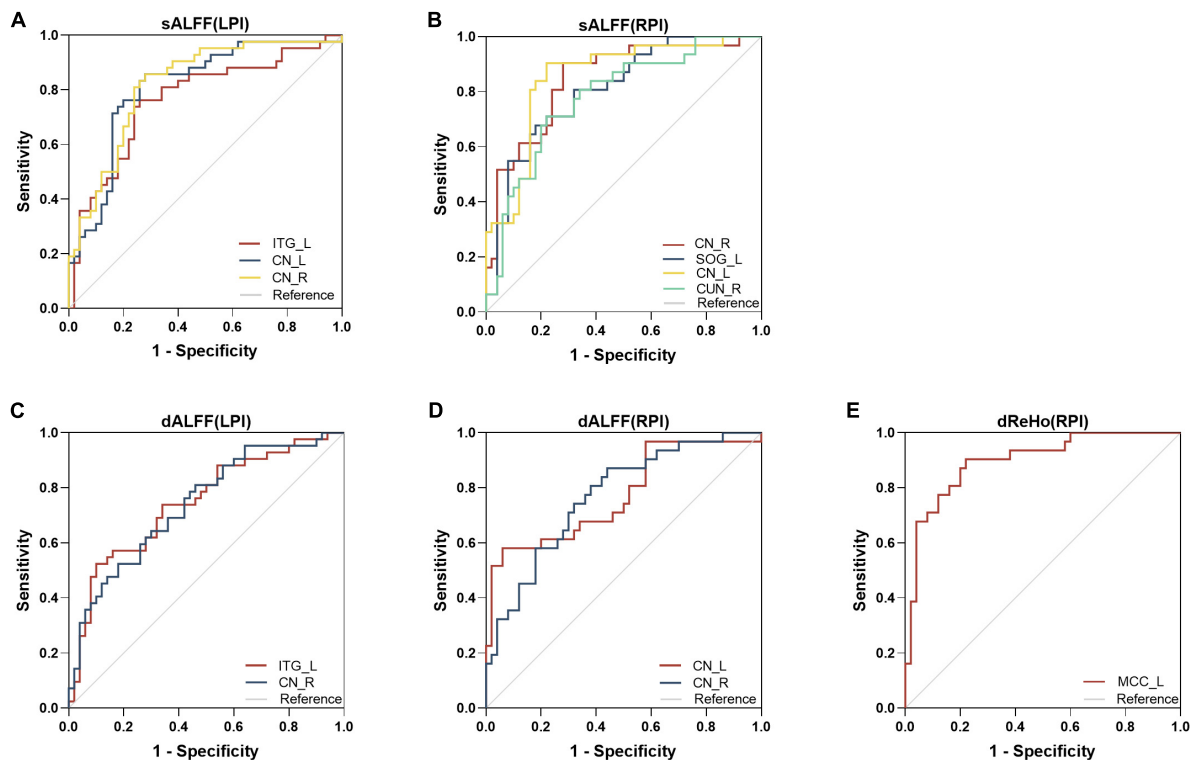 A
sALFF(LPI)
Sensitivity
1.0
0.8
0.6
0.4
0.2
0.0
ITG_L
CN_L
CN_R
Reference
0.0 0.2 0.4 0.6 0.8 1.0
1 - Specificity
B
sALFF(RPI)
Sensitivity
1.0
0.8
0.6
0.4
0.2
0.0
CN_R
SOG_L
CN_L
CUN_R
Reference
0.0 0.2 0.4 0.6 0.8 1.0
1 - Specificity
C
dALFF(LPI)
Sensitivity
1.0
0.8
0.6
0.4
0.2
0.0
ITG_L
CN_R
Reference
0.0 0.2 0.4 0.6 0.8 1.0
1 - Specificity
D
dALFF(RPI)
Sensitivity
1.0
0.8
0.6
0.4
0.2
0.0
CN_L
CN_R
Reference
0.0 0.2 0.4 0.6 0.8 1.0
1 - Specificity
E
dReHo(RPI)
Sensitivity
1.0
0.8
0.6
0.4
0.2
0.0
MCC_L
Reference
0.0 0.2 0.4 0.6 0.8 1.0
1 - Specificity